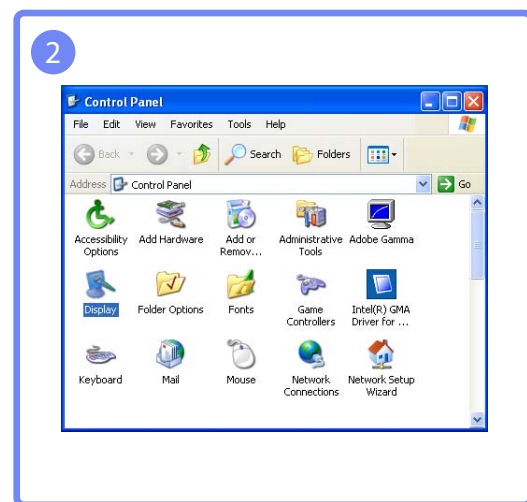 2
Control Panel
File Edit View Favorites Tools Help
Back Search Folders
Address Control Panel Go
Accessibility Options
Add Hardware
Add or Remov...
Administrative Tools
Adobe Gamma
Display
Folder Options
Fonts
Game Controllers
Intel(R) GMA Driver for ...
Keyboard
Mail
Mouse
Network Connections
Network Setup Wizard